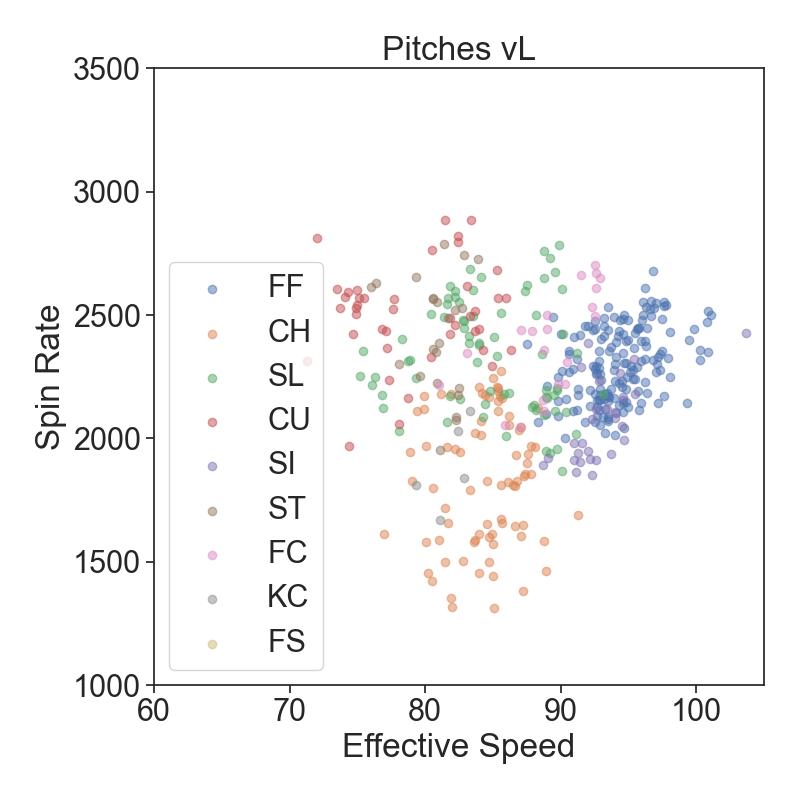 Pitches vL
3500
3000
2500
2000
1500
1000
Spin Rate
FF
CH
SL
CU
SI
ST
FC
KC
FS
60 70 80 90 100
Effective Speed